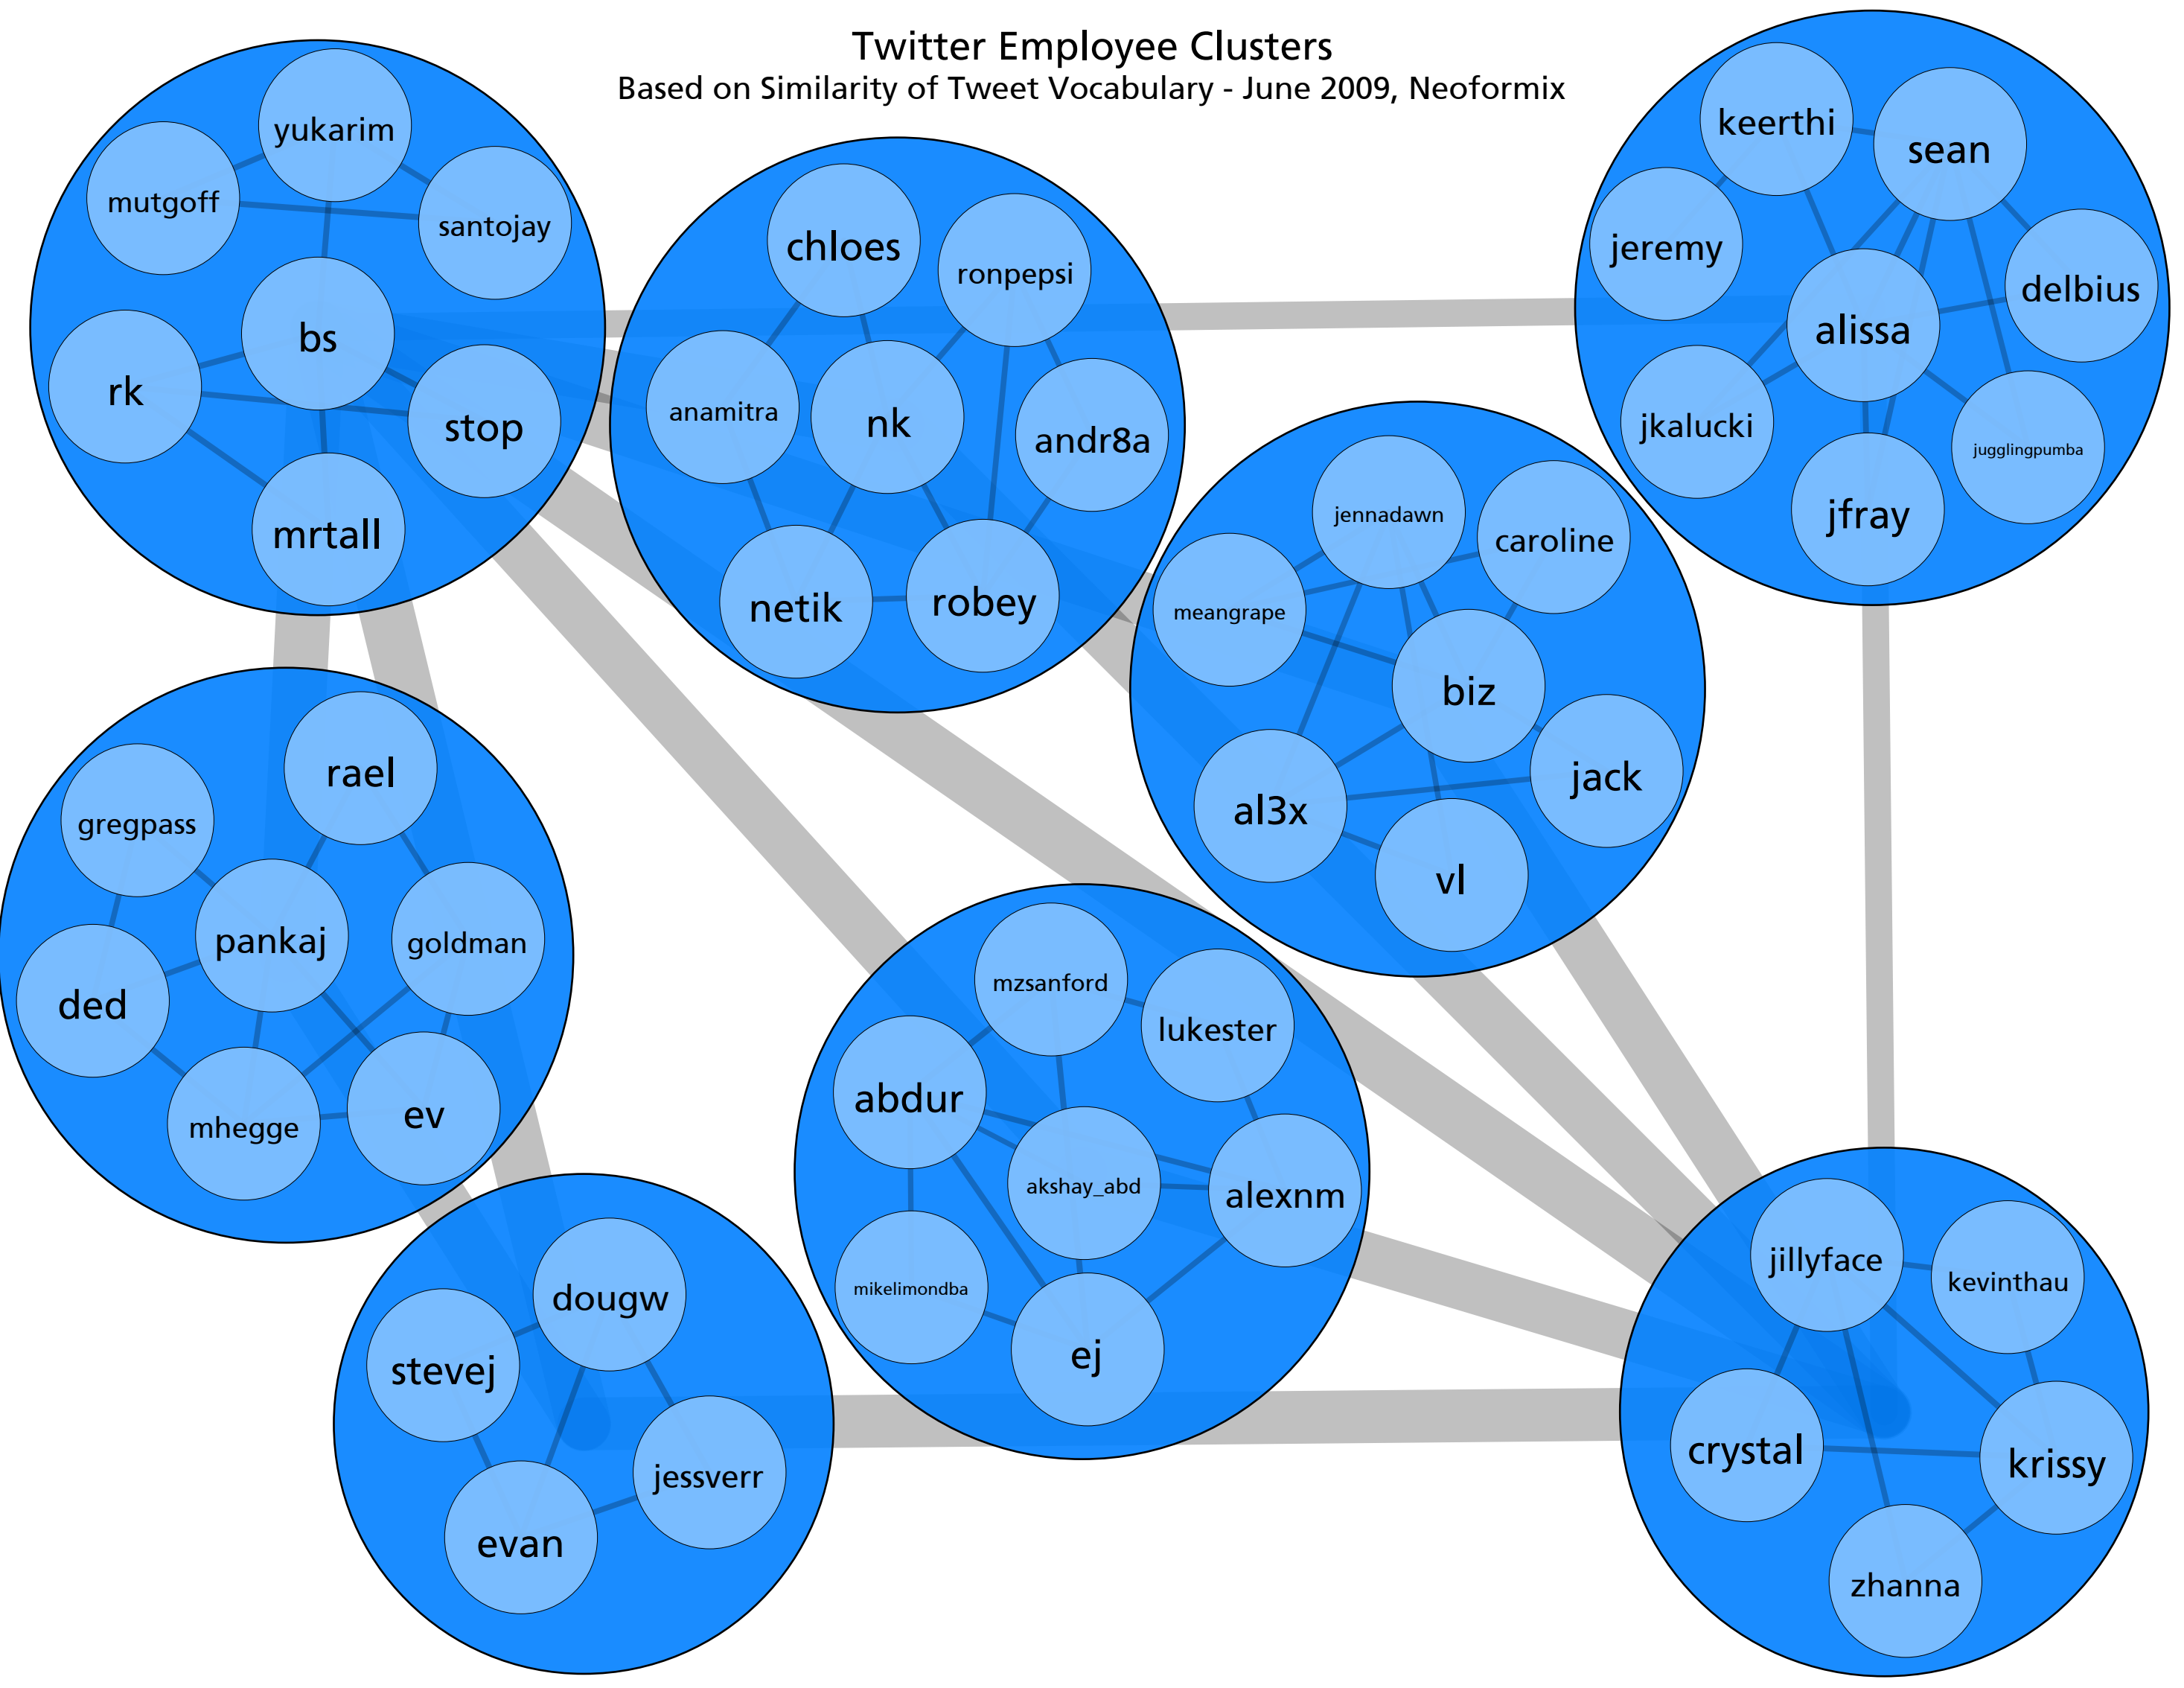 Twitter Employee Clusters
Based on Similarity of Tweet Vocabulary - June 2009, Neoformix
yukarim
mutgoff
santojay
bs
rk
stop
mrtall
chloes
ronpepsi
anamitra
nk
andr8a
netik
robey
keerthi
sean
jeremy
delbius
alissa
jkalucki
jugglingpumba
jfray
jennadawn
caroline
meangrape
biz
jack
al3x
vl
rael
gregpass
pankaj
goldman
ded
mhegge
ev
mzsanford
lukester
abdur
akshay_abd
alexnm
mikelimondba
ej
dougw
stevej
jessverr
evan
jillyface
kevinthau
crystal
krissy
zhanna